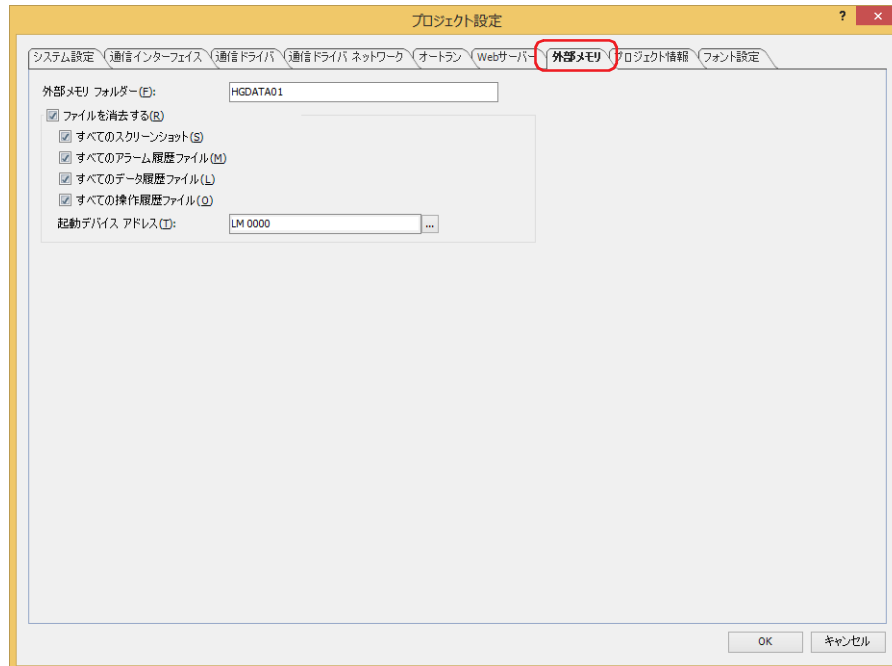 プロジェクト設定
? ×
システム設定 通信インターフェイス 通信ドライバ 通信ドライバ ネットワーク オートラン Webサーバー 外部メモリ プロジェクト情報 フォント設定
外部メモリ フォルダー(F): HGDATA01
ファイルを消去する(R)
すべてのスクリーンショット(S)
すべてのアラーム履歴ファイル(M)
すべてのデータ履歴ファイル(L)
すべての操作履歴ファイル(O)
起動デバイス アドレス(T): LM 0000 ...
OK キャンセル